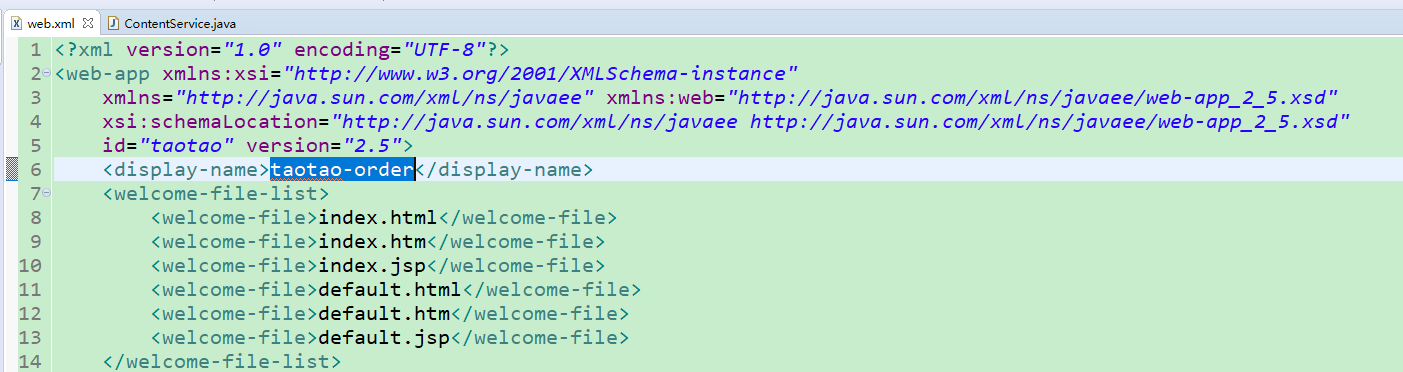 web.xml ContentService.java
1 <?xml version="1.0" encoding="UTF-8"?>
2 <web-app xmlns:xsi="http://www.w3.org/2001/XMLSchema-instance"
3 xmlns="http://java.sun.com/xml/ns/javaee" xmlns:web="http://java.sun.com/xml/ns/javaee/web-app_2_5.xsd"
4 xsi:schemaLocation="http://java.sun.com/xml/ns/javaee http://java.sun.com/xml/ns/javaee/web-app_2_5.xsd"
5 id="taotao" version="2.5">
6 <display-name>taotao-order</display-name>
7 <welcome-file-list>
8 <welcome-file>index.html</welcome-file>
9 <welcome-file>index.htm</welcome-file>
10 <welcome-file>index.jsp</welcome-file>
11 <welcome-file>default.html</welcome-file>
12 <welcome-file>default.htm</welcome-file>
13 <welcome-file>default.jsp</welcome-file>
14 </welcome-file-list>